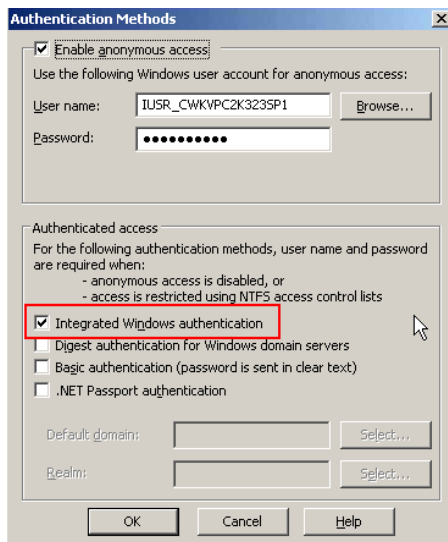 Authentication Methods
Enable anonymous access
Use the following Windows user account for anonymous access:
User name:
IUSR_CWKVPC2K323SP1
Browse...
Password:
●●●●●●●●●●
Authenticated access
For the following authentication methods, user name and password
are required when:
- anonymous access is disabled, or
- access is restricted using NTFS access control lists
Integrated Windows authentication
Digest authentication for Windows domain servers
Basic authentication (password is sent in clear text)
.NET Passport authentication
Default domain:
Select...
Realm:
Select...
OK
Cancel
Help